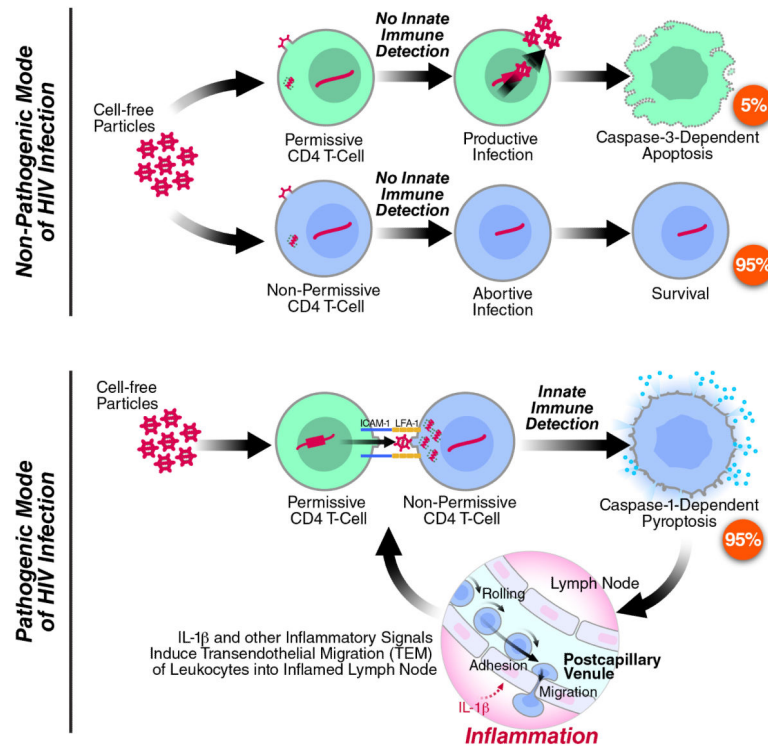 Non-Pathogenic Mode
of HIV Infection
Cell-free
Particles
Permissive
CD4 T-Cell
No Innate
Immune
Detection
Productive
Infection
Caspase-3-Dependent
Apoptosis
5%
Non-Permissive
CD4 T-Cell
No Innate
Immune
Detection
Abortive
Infection
Survival
95%
Pathogenic Mode
of HIV Infection
Cell-free
Particles
ICAM-1 LFA-1
Permissive
CD4 T-Cell
Non-Permissive
CD4 T-Cell
Innate
Immune
Detection
Caspase-1-Dependent
Pyroptosis
95%
Lymph Node
Rolling
Adhesion
Postcapillary
Venule
Migration
IL-1β
Inflammation
IL-1β and other Inflammatory Signals
Induce Transendothelial Migration (TEM)
of Leukocytes into Inflamed Lymph Node